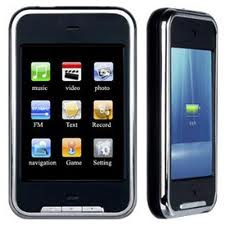 music video photo
FM Text Record
navigation Game Setting